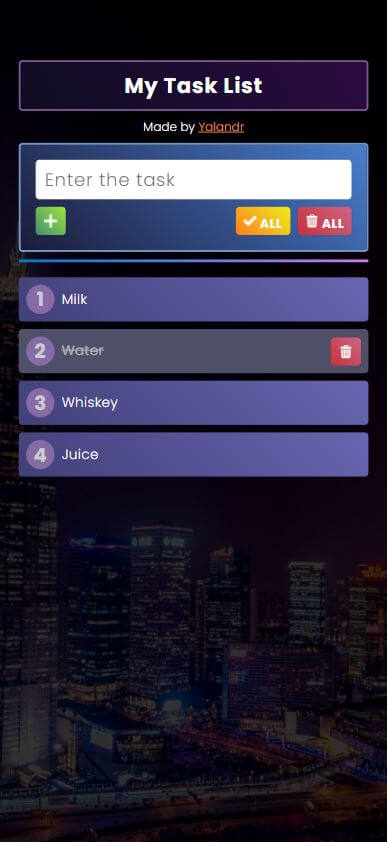 My Task List
Made by Yalandr
Enter the task
ALL ALL
1 Milk
2 Water
3 Whiskey
4 Juice